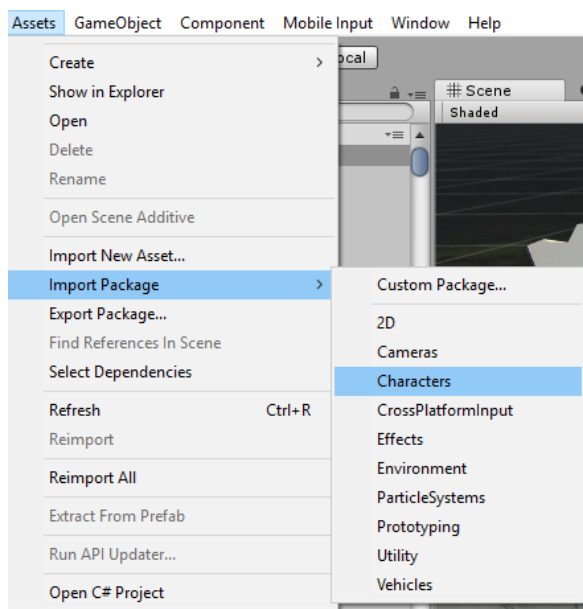 Assets GameObject Component Mobile Input Window Help
Create
Show in Explorer
Open
Delete
Rename
Open Scene Additive
Import New Asset...
Import Package
Export Package...
Find References In Scene
Select Dependencies
Refresh Ctrl+R
Reimport
Reimport All
Extract From Prefab
Run API Updater...
Open C# Project
ocal
Scene
Shaded
Custom Package...
2D
Cameras
Characters
CrossPlatformInput
Effects
Environment
ParticleSystems
Prototyping
Utility
Vehicles